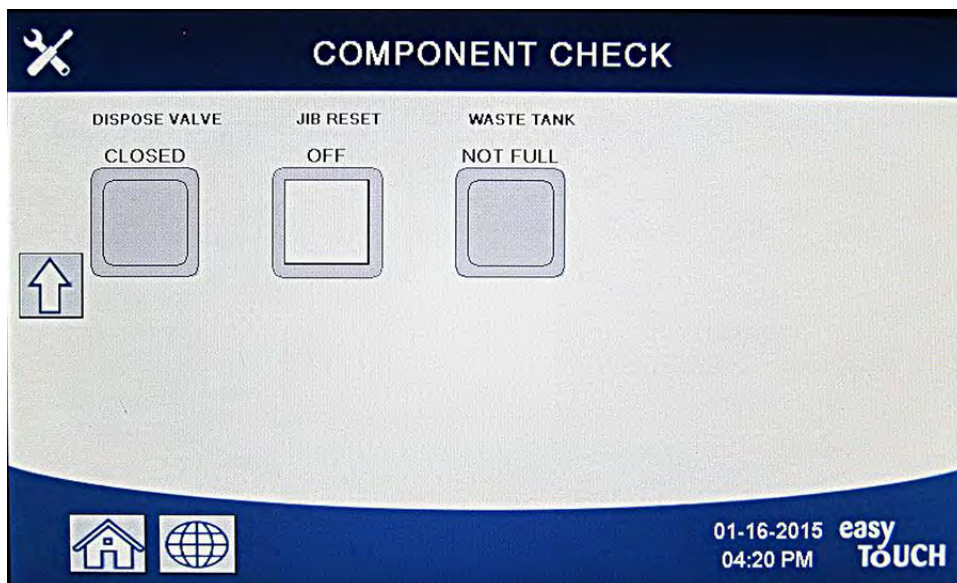 COMPONENT CHECK
DISPOSE VALVE JIB RESET WASTE TANK
CLOSED OFF NOT FULL
01-16-2015 easy
04:20 PM TOUCH